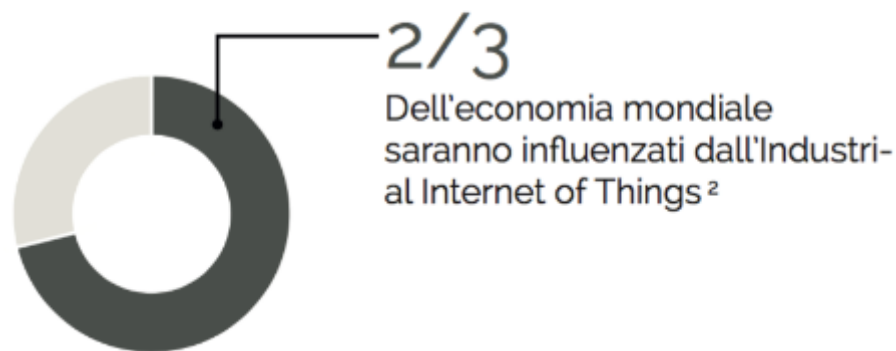 2/3
Dell'economia mondiale
saranno influenzati dall'Industri-
al Internet of Things ²